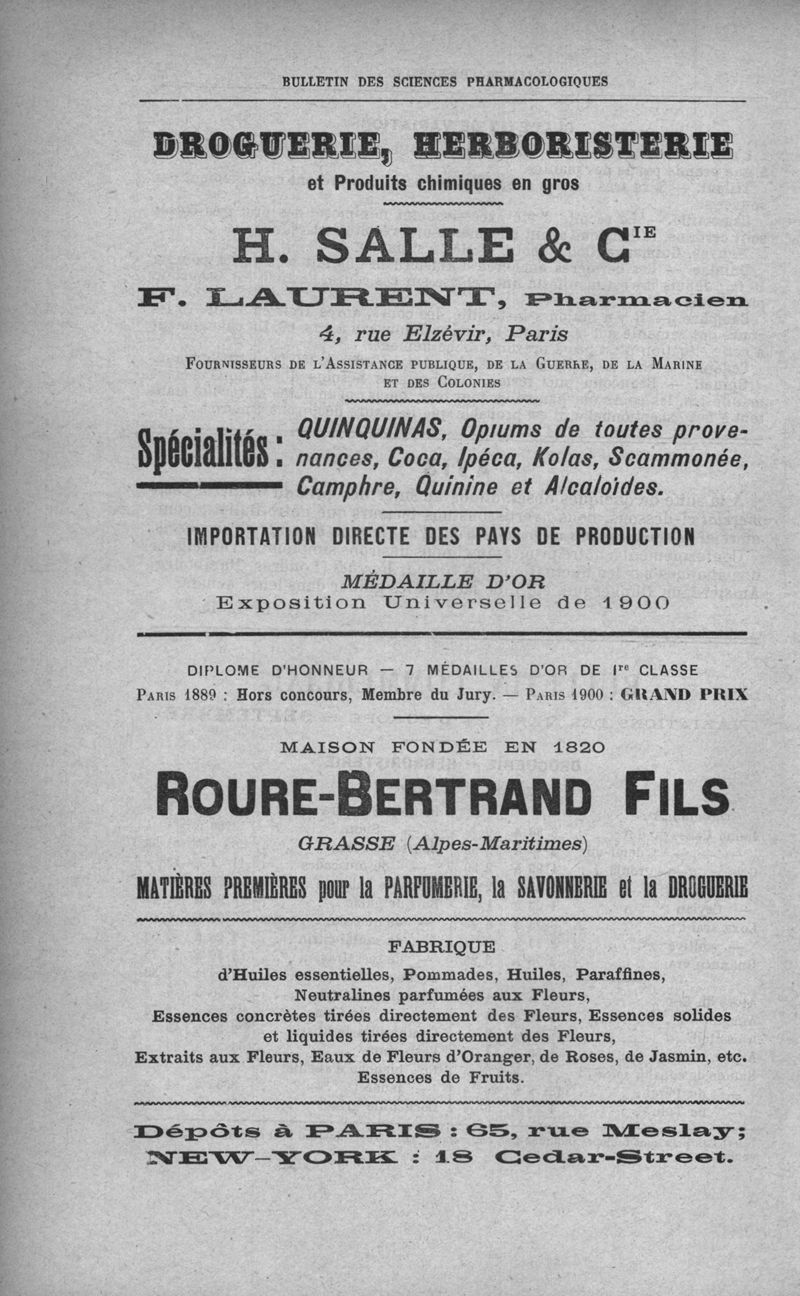 BULLETIN DES SCIENCES PHARMACOLOGIQUES
DROGUERIE, HERBORISTERIE
et Produits chimiques en gros
H. SALLE & CIE
F. LAURENT, Pharmacien
4, rue Elzévir, Paris
FOURNISSEURS DE L'ASSISTANCE PUBLIQUE, DE LA GUERRE, DE LA MARINE
ET DES COLONIES
Spécialités : QUINQUINAS, Opiums de toutes prove-
nances, Coca, Ipéca, Kolas, Scammonée,
Camphre, Quinine et Alcaloïdes.
IMPORTATION DIRECTE DES PAYS DE PRODUCTION
MÉDAILLE D'OR
Exposition Universelle de 1900
DIPLOME D'HONNEUR — 7 MÉDAILLES D'OR DE Ire CLASSE
PARIS 1889 : Hors concours, Membre du Jury. — PARIS 1900 : GRAND PRIX
MAISON FONDÉE EN 1820
ROURE-BERTRAND FILS
GRASSE (Alpes-Maritimes)
MATIÈRES PREMIÈRES pour la PARFUMERIE, la SAVONNERIE et la DROGUERIE
FABRIQUE
d'Huiles essentielles, Pommades, Huiles, Paraffines,
Neutralines parfumées aux Fleurs,
Essences concrètes tirées directement des Fleurs, Essences solides
et liquides tirées directement des Fleurs,
Extraits aux Fleurs, Eaux de Fleurs d'Oranger, de Roses, de Jasmin, etc.
Essences de Fruits.
Dépôts à PARIS : 65, rue Meslay;
NEW-YORK : 18 Cedar-Street.